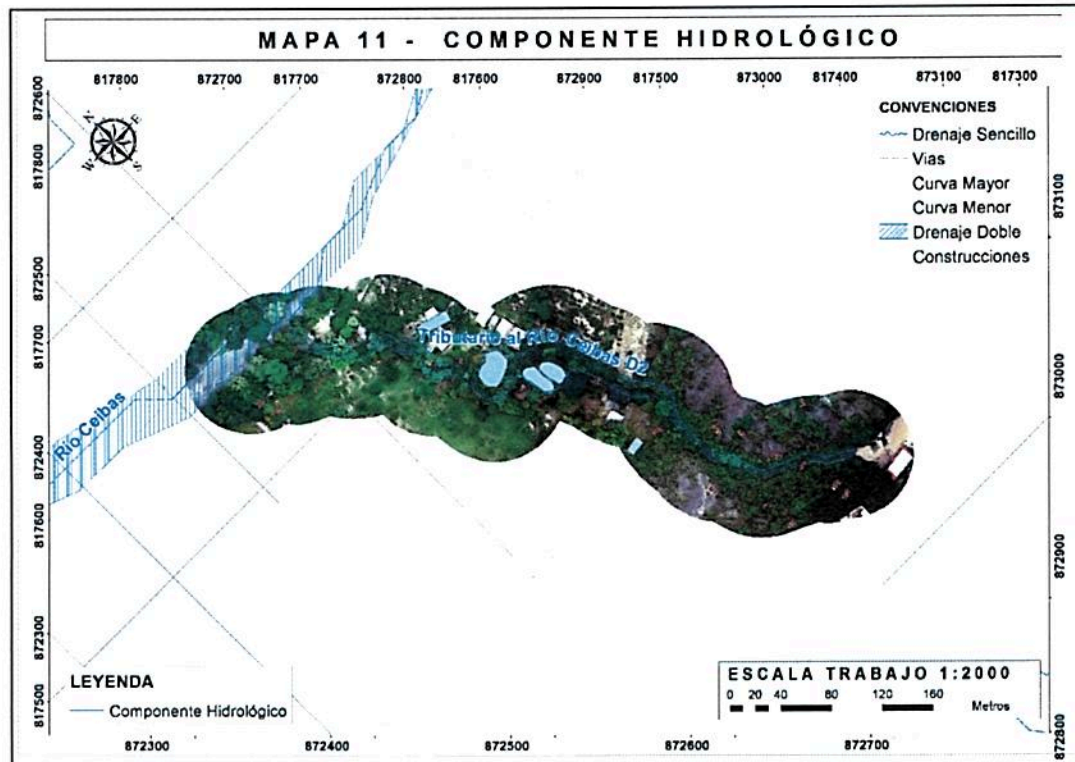 MAPA 11 - COMPONENTE HIDROLÓGICO
817800 872700 817700 872800 817600 872900 817500 873000 817400 873100 817300
872600
817800
872500
817700
872400
817600
872300
817500
N
E
W
S
CONVENCIONES
Drenaje Sencillo
Vias
Curva Mayor
Curva Menor
Drenaje Doble
Construcciones
873100
873000
872900
872800
Tributario al Río Ceibas D2
Río Ceibas
LEYENDA
Componente Hidrológico
ESCALA TRABAJO 1:2000
0 20 40 80 120 160
Metros
872300 872400 872500 872600 872700